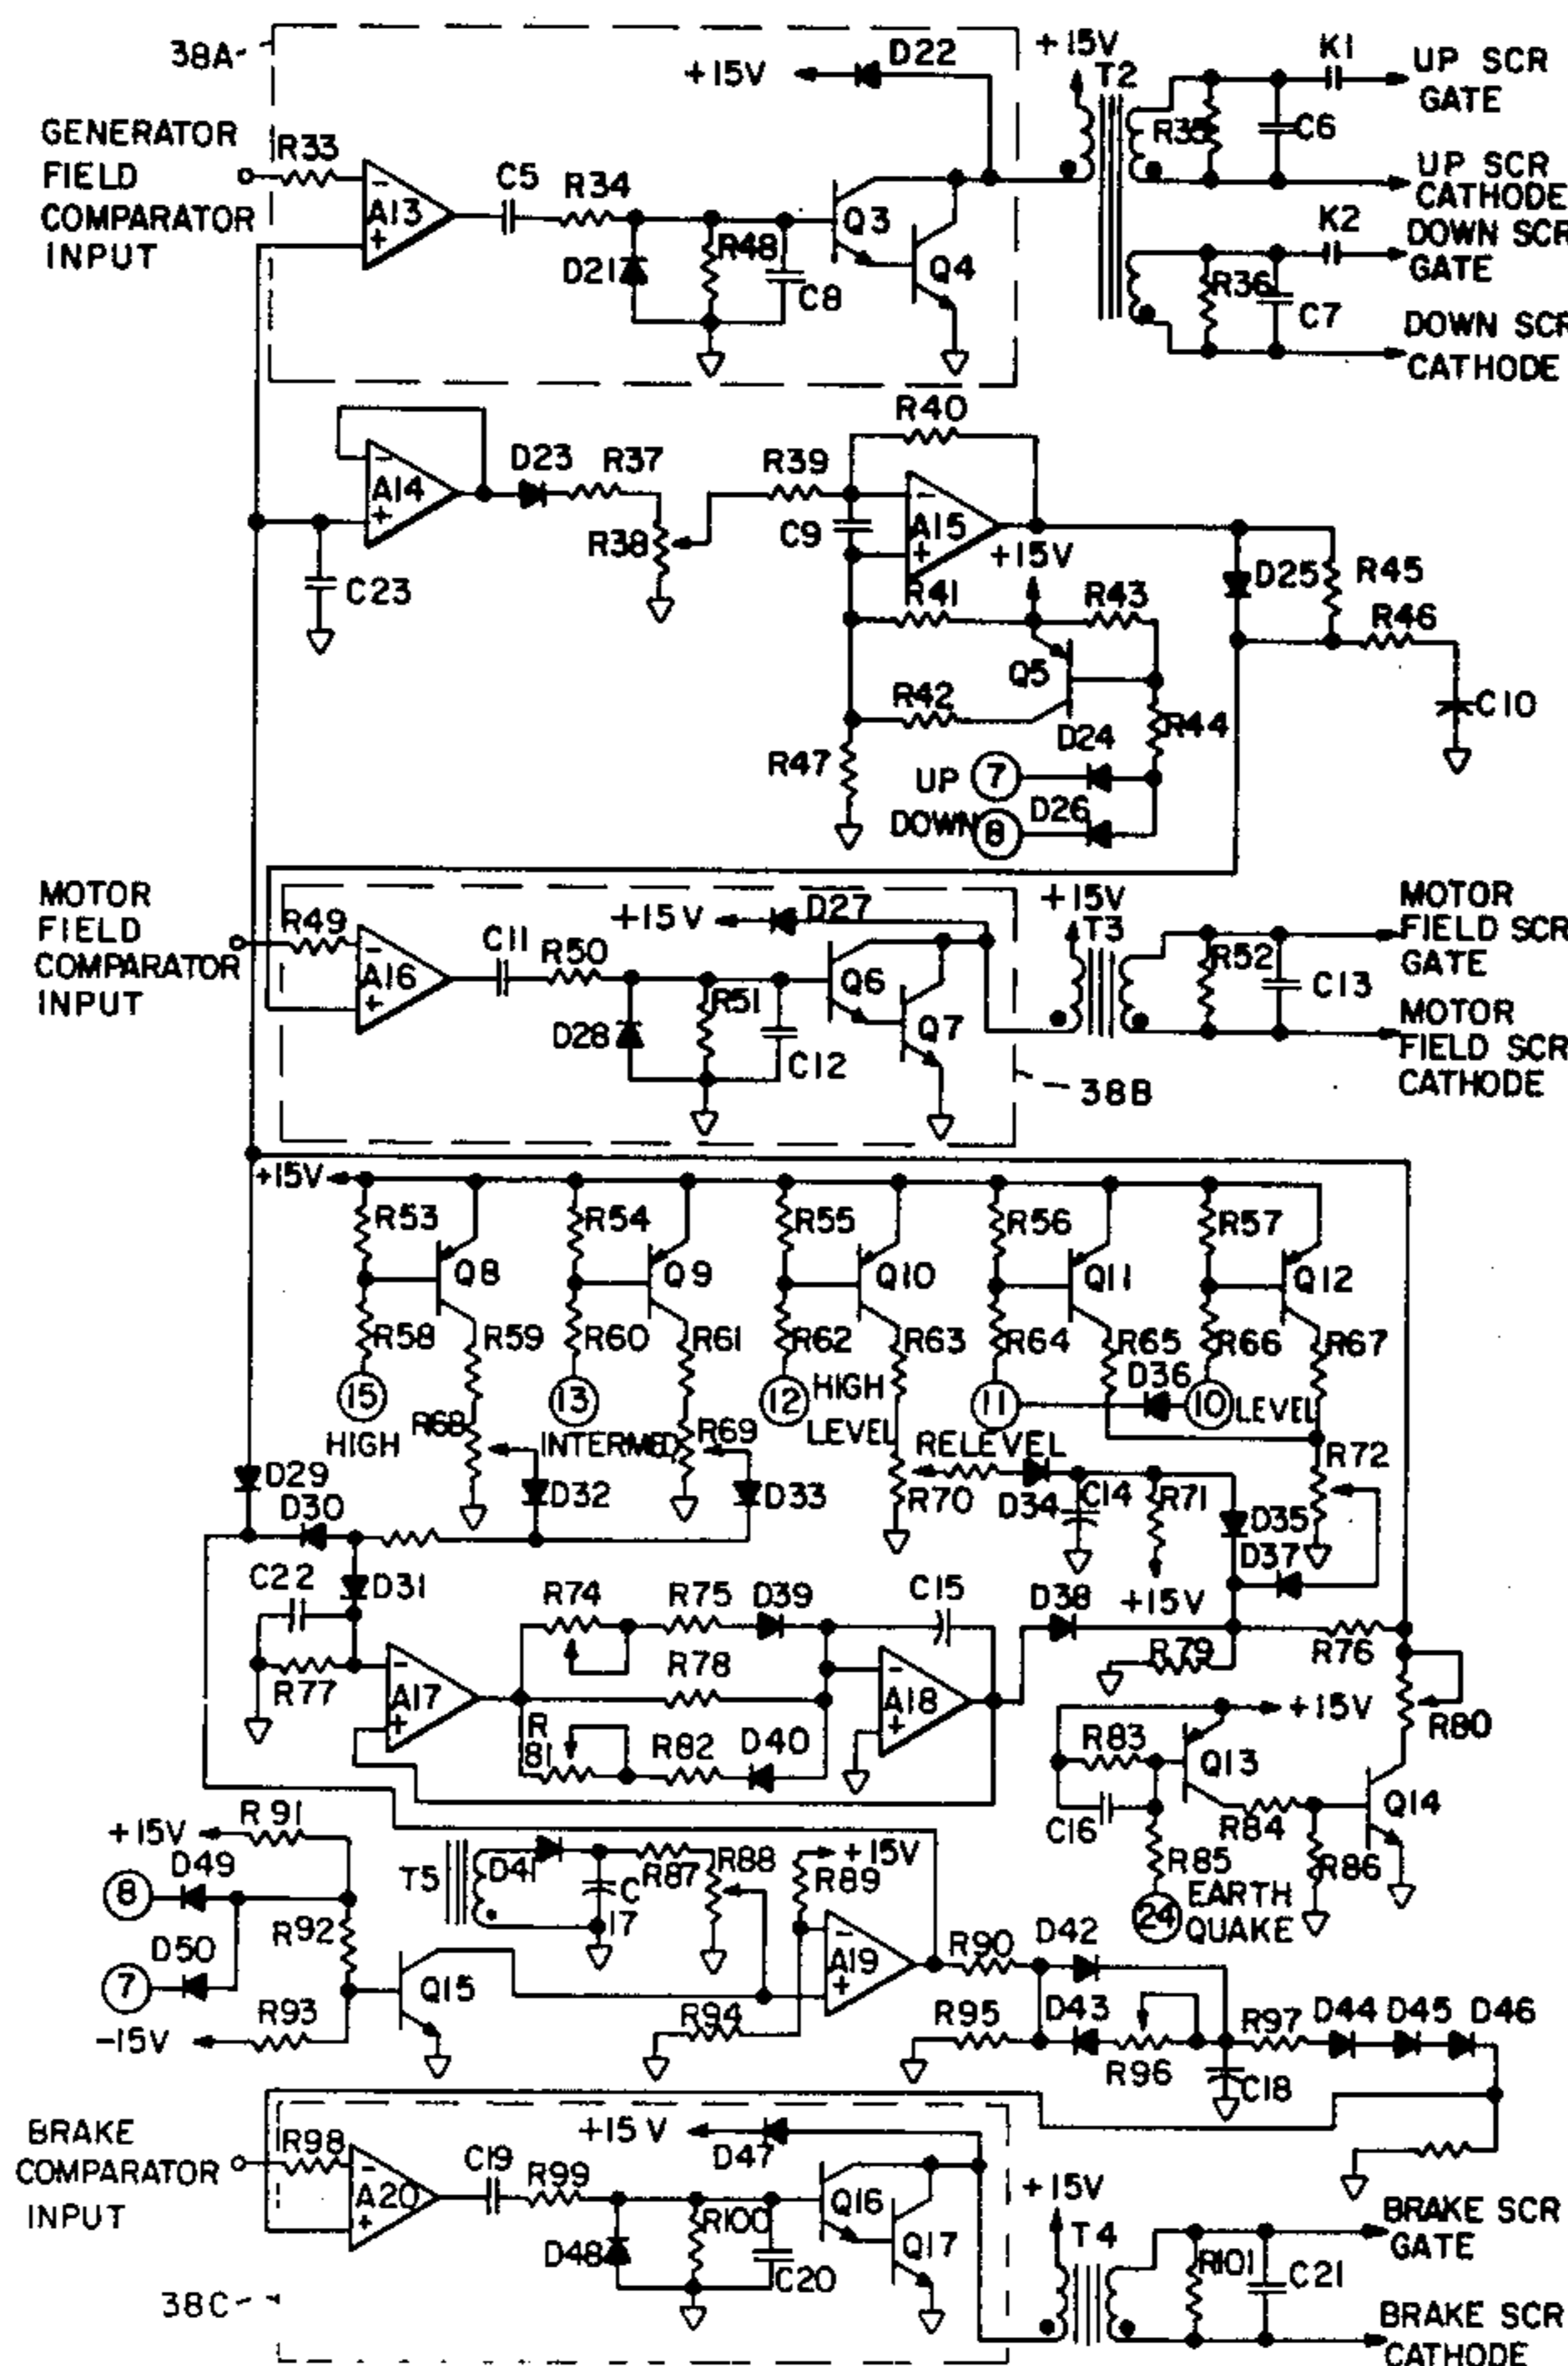 38A
+15V
D22
+15V
T2
K1
UP SCR
GATE
GENERATOR
FIELD
COMPARATOR
INPUT
R33
A13
-
+
C5
R34
D21
R48
C8
Q3
Q4
R35
C6
UP SCR
CATHODE
K2
DOWN SCR
GATE
R36
C7
DOWN SCR
CATHODE
R40
A14
-
+
D23
R37
R38
R39
C9
A15
-
+
+15V
C23
R41
R43
D25
R45
R46
Q5
R42
R44
C10
D24
R47
UP
7
D26
DOWN
8
MOTOR
FIELD
COMPARATOR
INPUT
R49
A16
-
+
C11
R50
+15V
D27
D28
R51
C12
Q6
Q7
38B
+15V
T3
R52
C13
MOTOR
FIELD SCR
GATE
MOTOR
FIELD SCR
CATHODE
+15V
R53
R54
R55
R56
R57
Q8
Q9
Q10
Q11
Q12
R58
R59
R60
R61
R62
R63
R64
R65
R66
R67
15
HIGH
R68
13
INTERMED
R69
12
HIGH
LEVEL
11
RELEVEL
D36
10
LEVEL
R72
D29
D30
D32
D33
R70
D34
C14
R71
D35
D37
+15V
C22
D31
R77
A17
-
+
R74
R75
D39
R78
R
81
R82
D40
C15
A18
-
+
D38
R79
R76
R80
+15V
R83
Q13
C16
R84
Q14
R85
R86
24
EARTH
QUAKE
+15V
R91
D49
8
R92
D50
7
R93
-15V
Q15
T5
D41
C
17
R87
R88
+15V
R89
A19
-
+
R94
R90
D42
R95
D43
R96
R97
D44
D45
D46
C18
BRAKE
COMPARATOR
INPUT
R98
A20
-
+
C19
R99
+15V
D47
D48
R100
C20
Q16
Q17
38C
+15V
T4
R101
C21
BRAKE SCR
GATE
BRAKE SCR
CATHODE